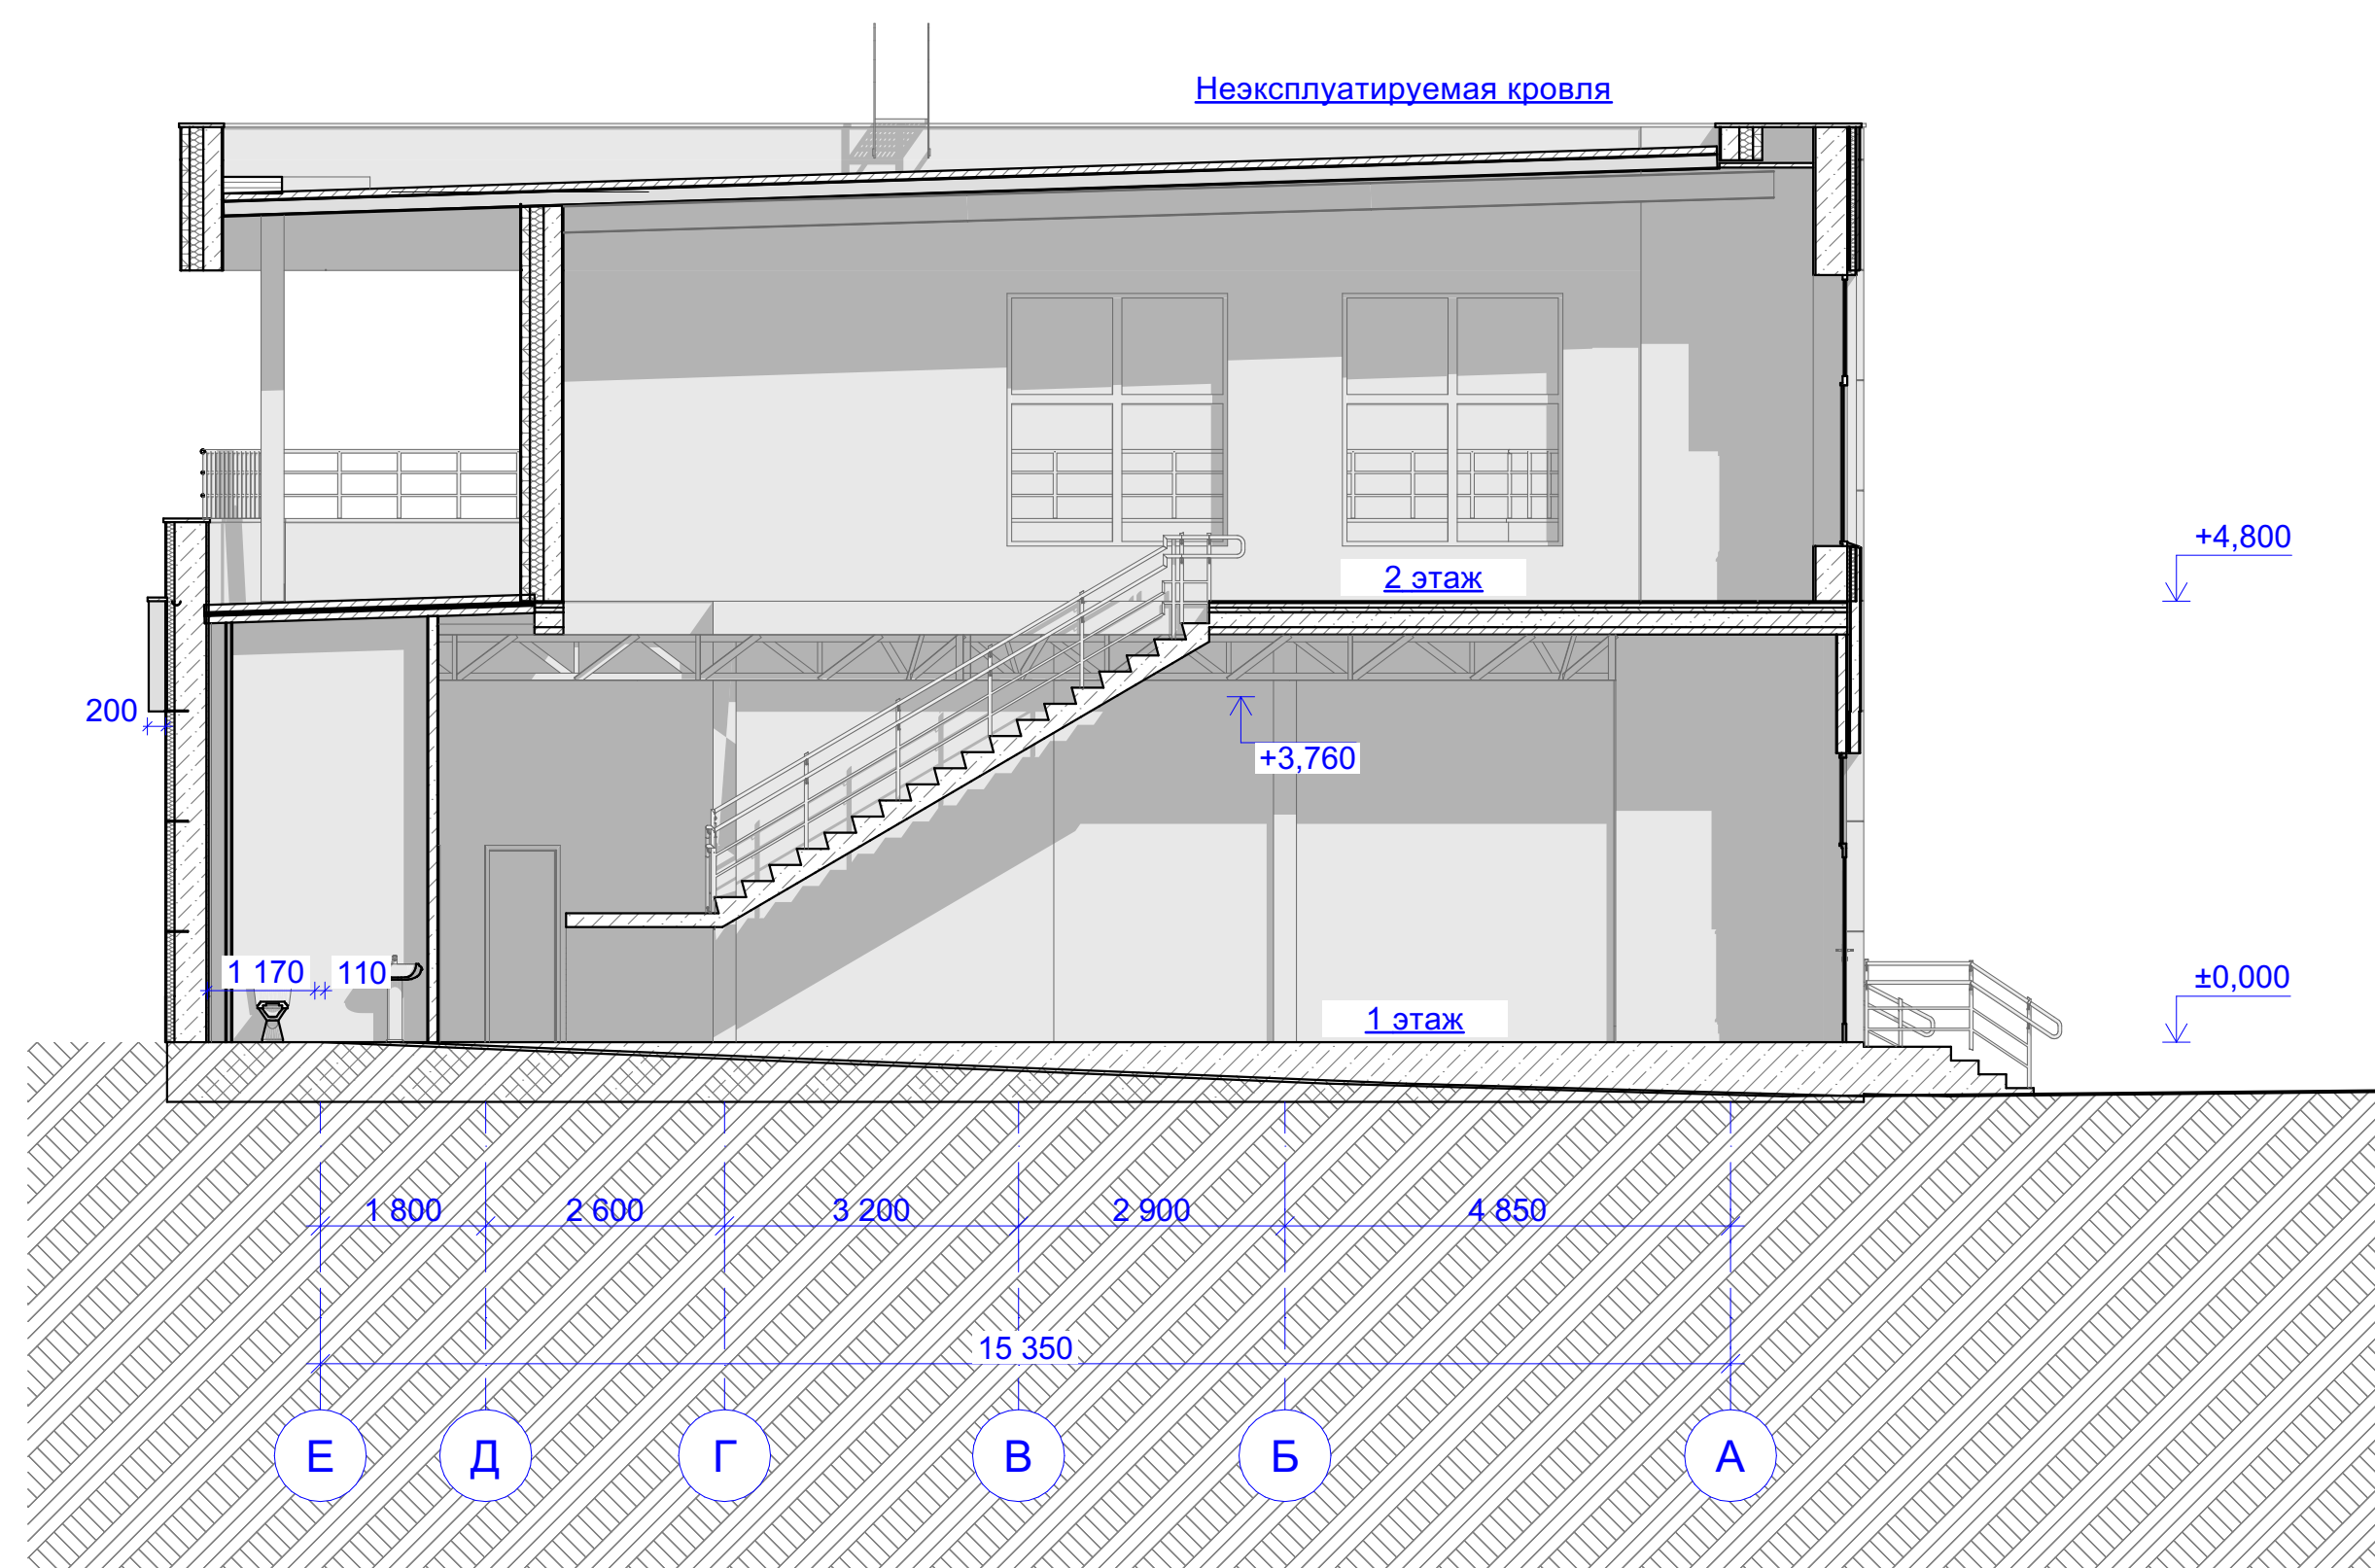 Неэксплуатируемая кровля
+4,800
2 этаж
200
+3,760
1 170
110
±0,000
1 этаж
1 800
2 600
3 200
2 900
4 850
15 350
Е
Д
Г
В
Б
А